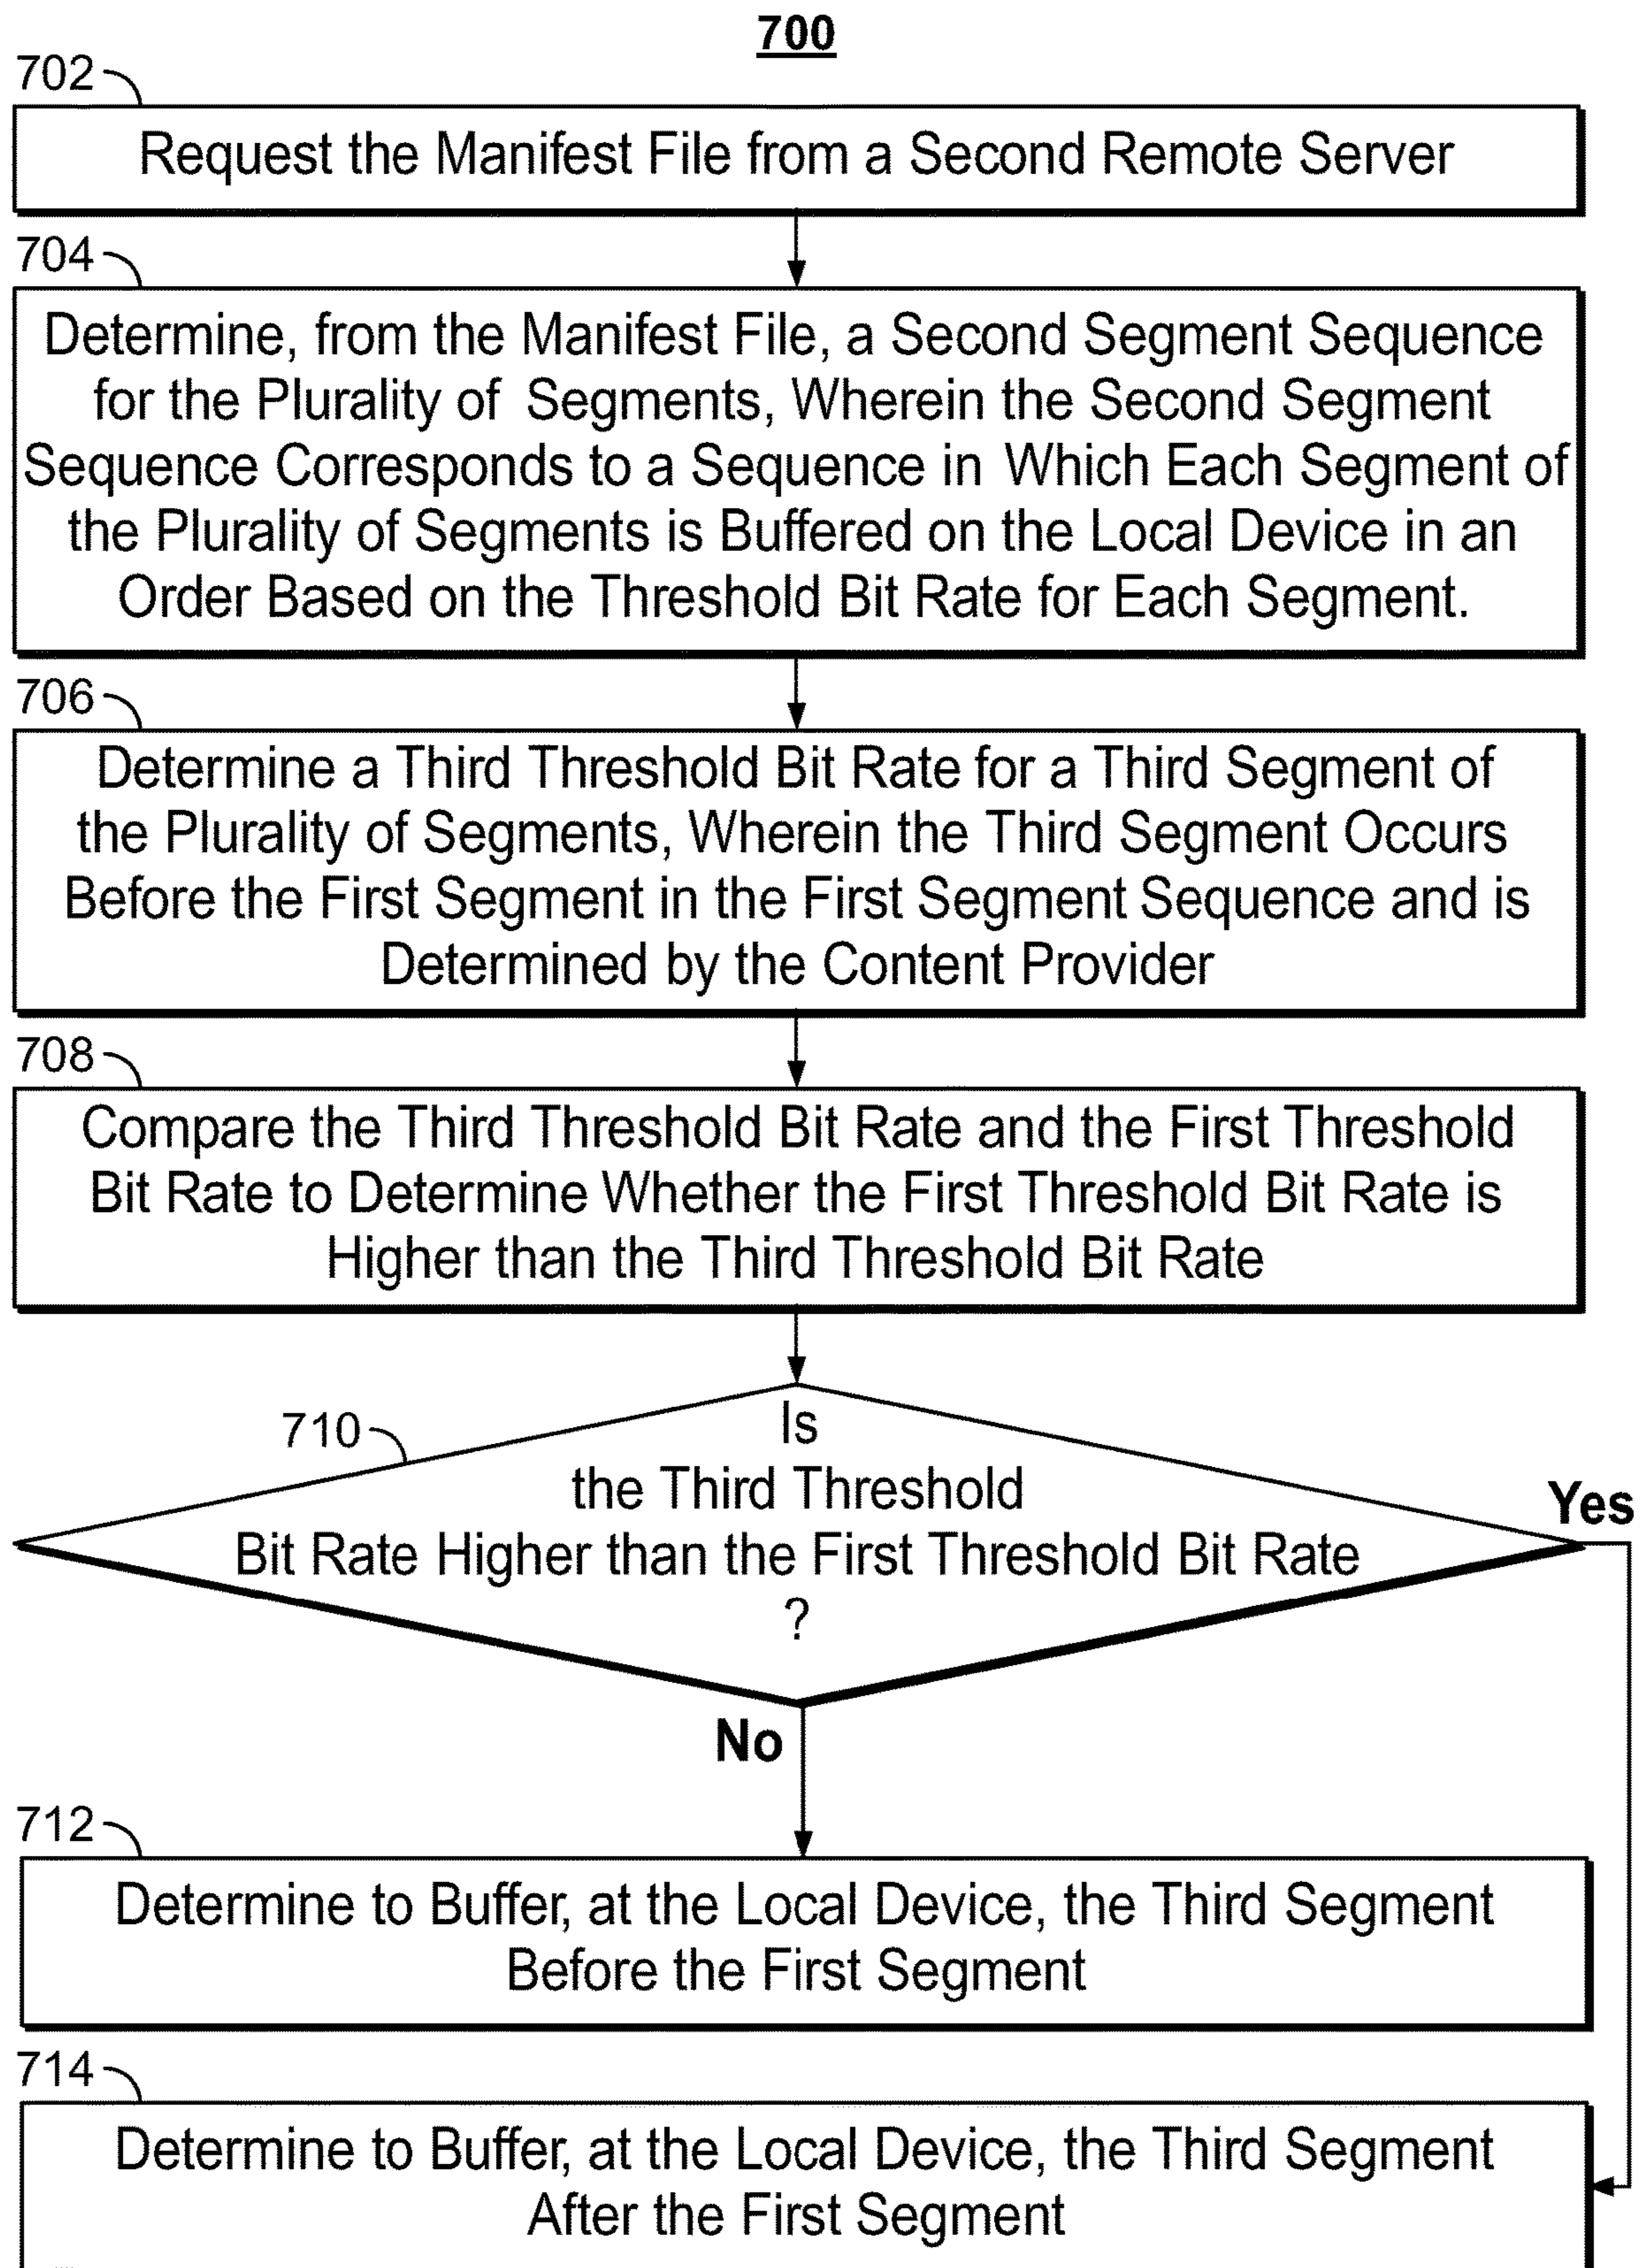 700
702
Request the Manifest File from a Second Remote Server
704
Determine, from the Manifest File, a Second Segment Sequence
for the Plurality of Segments, Wherein the Second Segment
Sequence Corresponds to a Sequence in Which Each Segment of
the Plurality of Segments is Buffered on the Local Device in an
Order Based on the Threshold Bit Rate for Each Segment.
706
Determine a Third Threshold Bit Rate for a Third Segment of
the Plurality of Segments, Wherein the Third Segment Occurs
Before the First Segment in the First Segment Sequence and is
Determined by the Content Provider
708
Compare the Third Threshold Bit Rate and the First Threshold
Bit Rate to Determine Whether the First Threshold Bit Rate is
Higher than the Third Threshold Bit Rate
710
Is
the Third Threshold
Bit Rate Higher than the First Threshold Bit Rate
?
Yes
No
712
Determine to Buffer, at the Local Device, the Third Segment
Before the First Segment
714
Determine to Buffer, at the Local Device, the Third Segment
After the First Segment